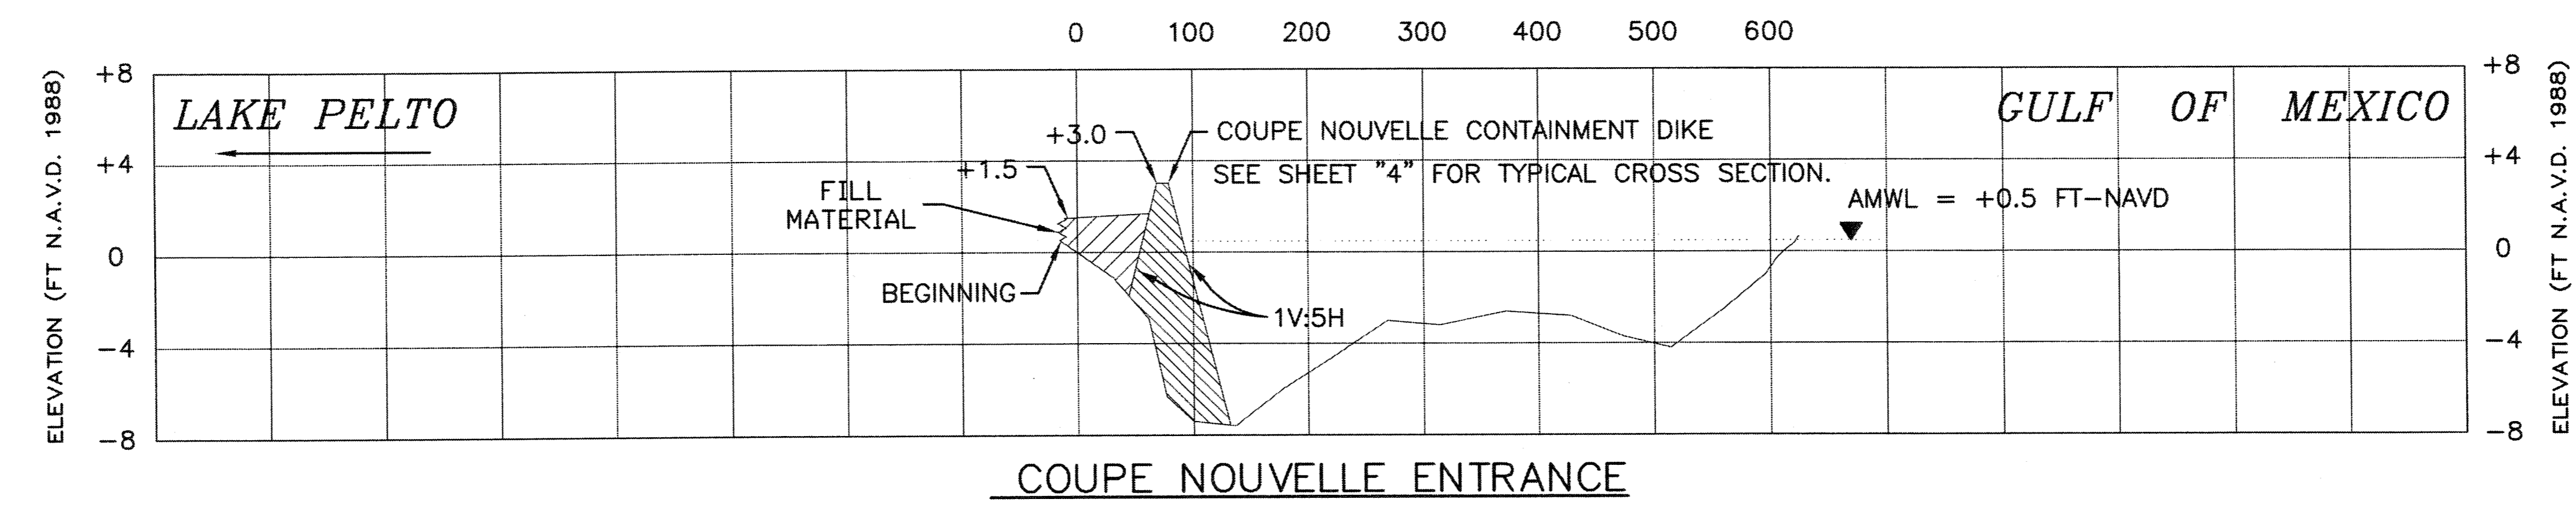 0 100 200 300 400 500 600
+8 +8
LAKE PELTO GULF OF MEXICO
+3.0 COUPE NOUVELLE CONTAINMENT DIKE
+4 +4
+1.5 SEE SHEET "4" FOR TYPICAL CROSS SECTION.
FILL
MATERIAL
AMWL = +0.5 FT-NAVD
0 0
BEGINNING
1V:5H
-4 -4
-8 -8
ELEVATION (FT N.A.V.D. 1988)
ELEVATION (FT N.A.V.D. 1988)
COUPE NOUVELLE ENTRANCE